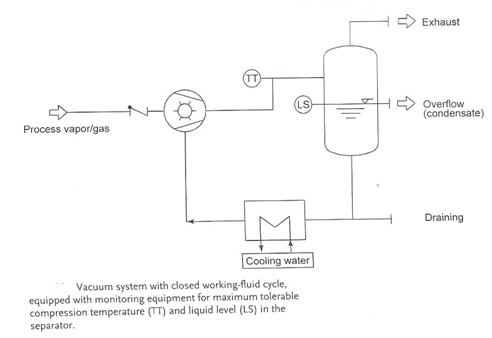 Exhaust
TT
LS
Overflow
(condensate)
Process vapor/gas
Draining
Cooling water
Vacuum system with closed working-fluid cycle,
equipped with monitoring equipment for maximum tolerable
compression temperature (TT) and liquid level (LS) in the
separator.